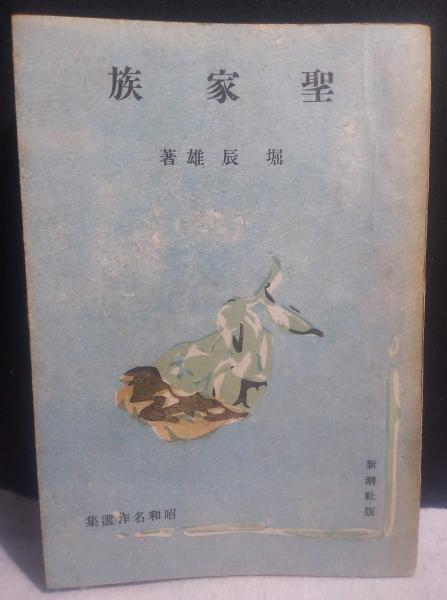 聖家族
堀辰雄著
新潮社版
昭和名作選集